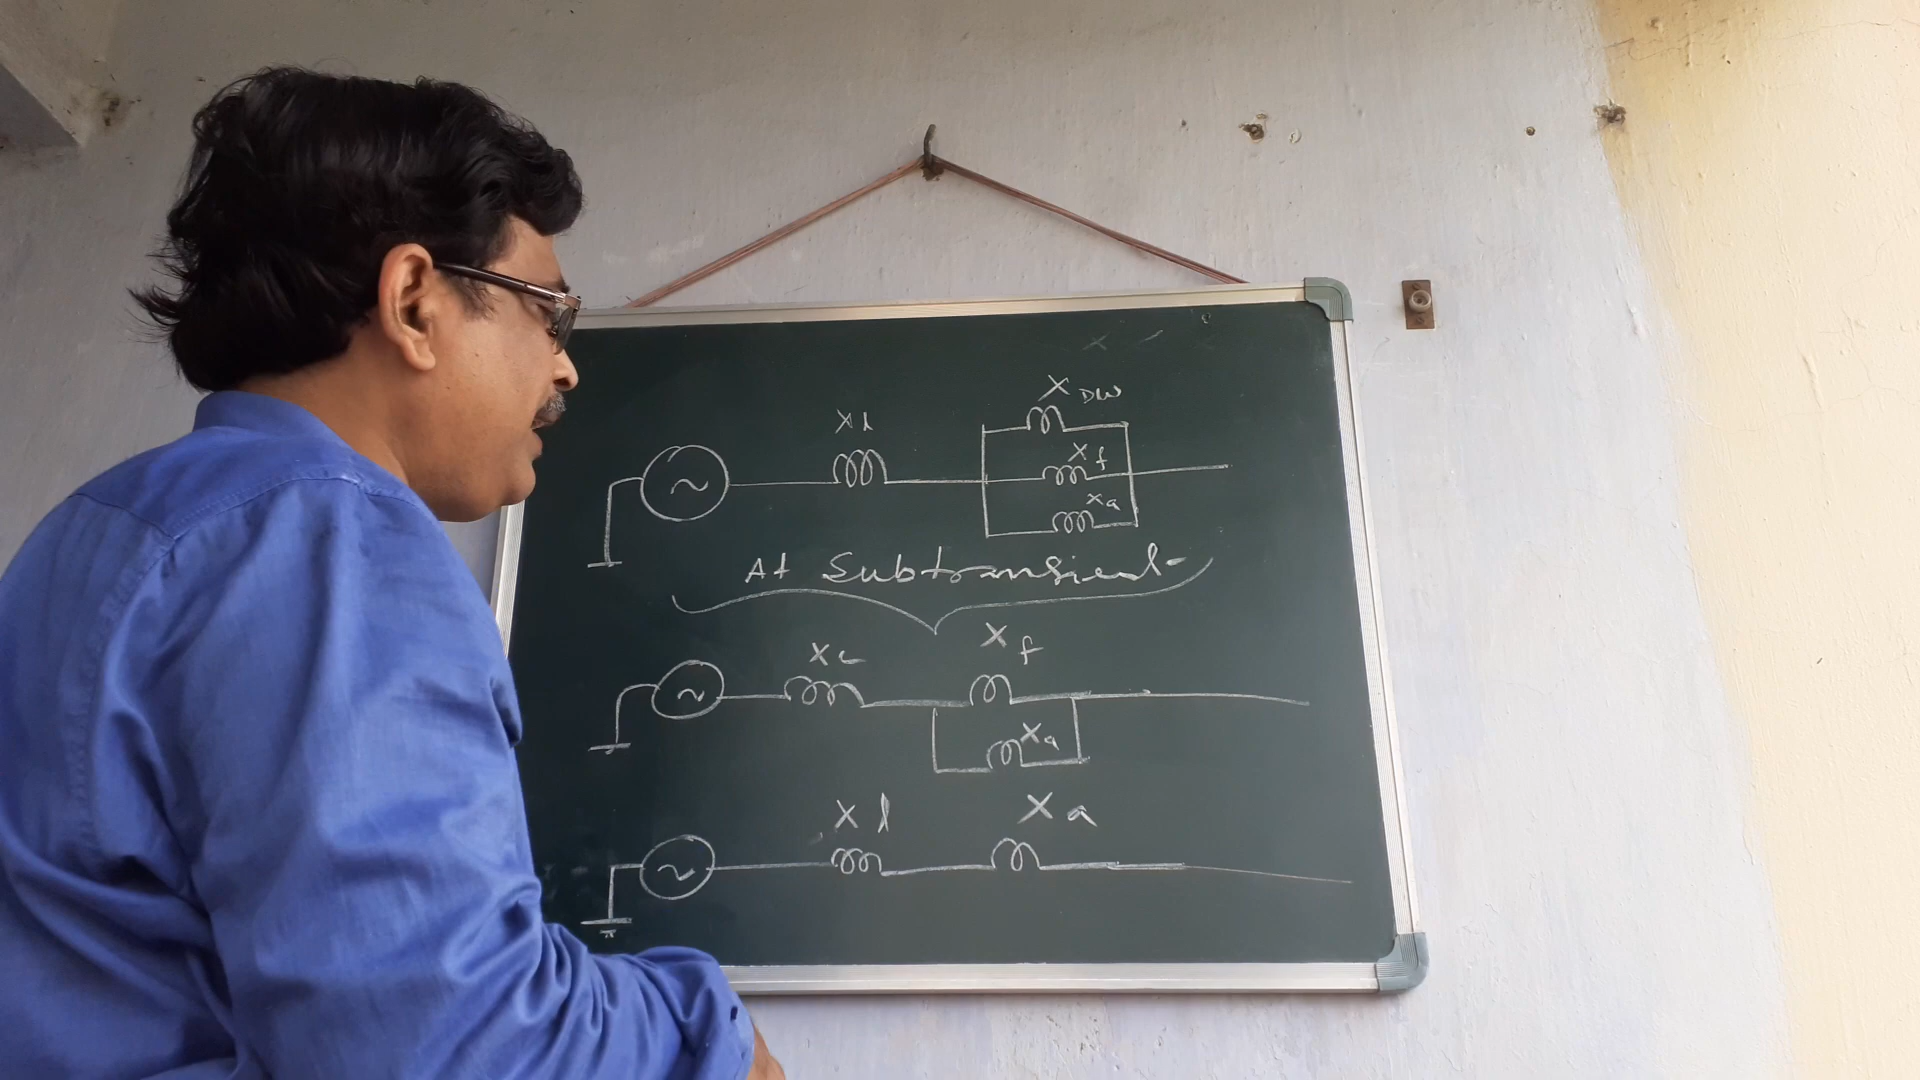 X DW
Xl
Xf
Xa
At Subtransient
Xf
XL
Xa
Xl Xa